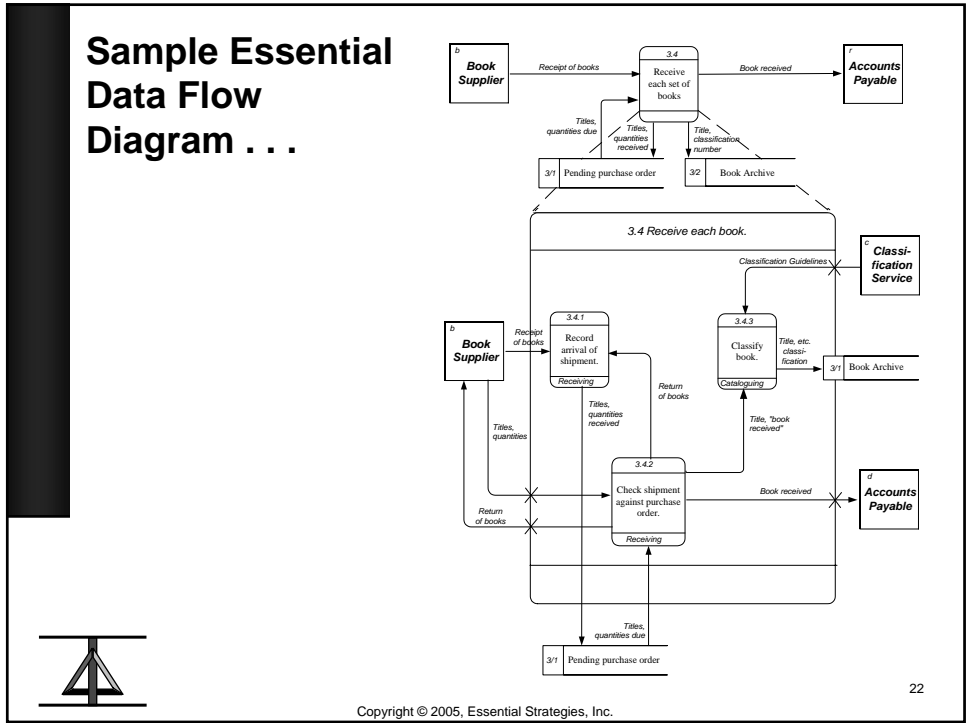 Sample Essential
Data Flow
Diagram . . .
b
Book
Supplier
Receipt of books
3.4
Receive
each set of
books
Book received
r
Accounts
Payable
Titles,
quantities due
Titles,
quantities
received
Title,
classification
number
3/1 Pending purchase order
3/2 Book Archive
3.4 Receive each book.
c
Classi-
fication
Service
Classification Guidelines
b
Book
Supplier
Receipt
of books
3.4.1
Record
arrival of
shipment.
Receiving
3.4.3
Classify
book.
Cataloguing
Title, etc.
classi-
fication
3/1 Book Archive
Return
of books
Titles,
quantities
received
Titles,
quantities
Title, "book
received"
3.4.2
Check shipment
against purchase
order.
Receiving
Book received
d
Accounts
Payable
Return
of books
Titles,
quantities due
3/1 Pending purchase order
22
Copyright © 2005, Essential Strategies, Inc.